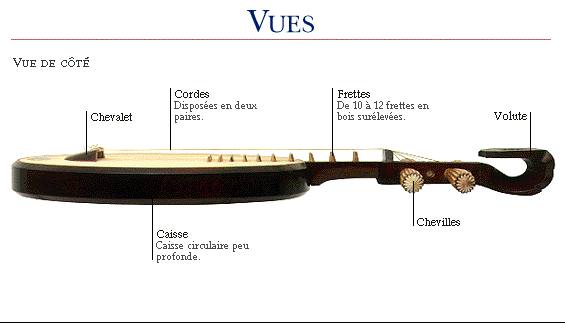 VUES
VUE DE CÔTÉ
Cordes
Disposées en deux
paires.
Frettes
De 10 à 12 frettes en
bois surélevées.
Chevalet
Volute
Chevilles
Caisse
Caisse circulaire peu
profonde.